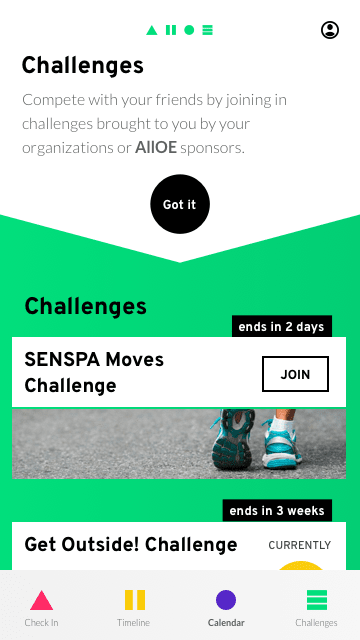 Challenges
Compete with your friends by joining in
challenges brought to you by your
organizations or AllOE sponsors.
Got it
Challenges
ends in 2 days
SENSPA Moves
Challenge
JOIN
ends in 3 weeks
Get Outside! Challenge
CURRENTLY
Check In
Timeline
Calendar
Challenges